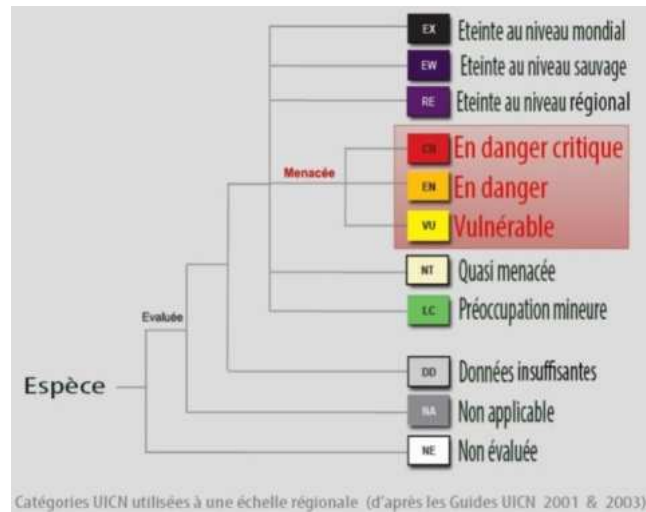 EX Eteinte au niveau mondial
EW Eteinte au niveau sauvage
RE Eteinte au niveau régional
CR En danger critique
Menacée
EN En danger
VU Vulnérable
NT Quasi menacée
LC Préoccupation mineure
Evaluée
DD Données insuffisantes
Espèce
NA Non applicable
NE Non évaluée
Catégories UICN utilisées à une échelle régionale (d'après les Guides UICN 2001 & 2003)